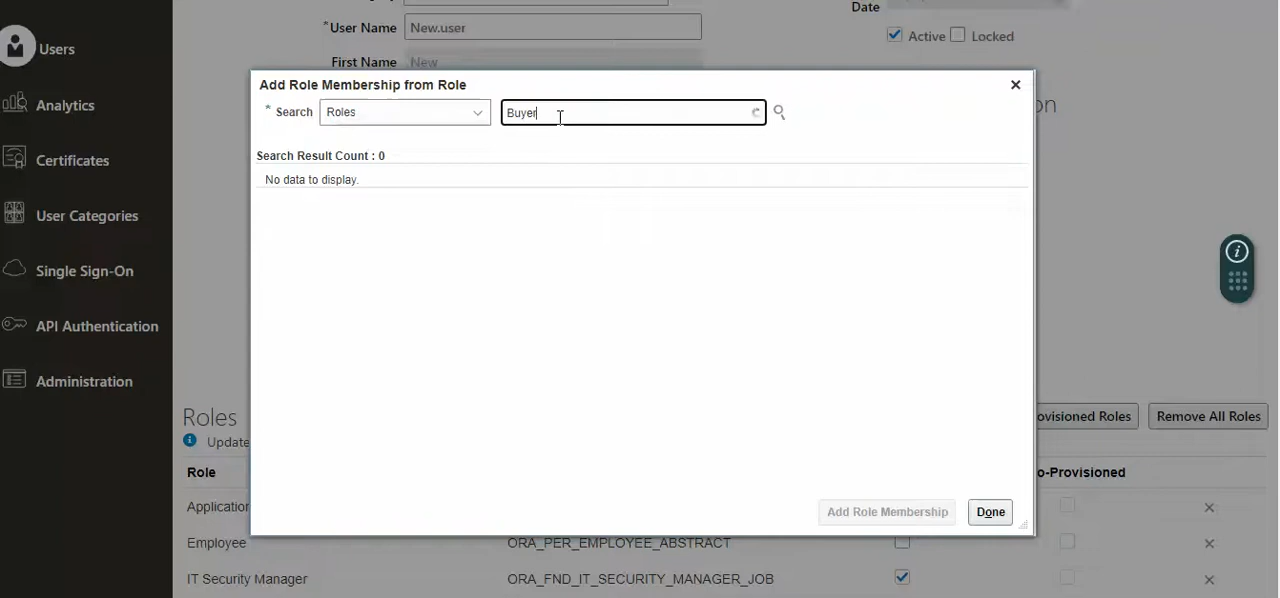 Date
*User Name New.user
Active Locked
First Name New
Users
Analytics
Certificates
User Categories
Single Sign-On
API Authentication
Administration
Add Role Membership from Role
* Search Roles Buyer
Search Result Count : 0
No data to display.
Add Role Membership Done
on
Roles ovisioned Roles Remove All Roles
Update
Role o-Provisioned
Application
Employee ORA_PER_EMPLOYEE_ABSTRACT
IT Security Manager ORA_FND_IT_SECURITY_MANAGER_JOB